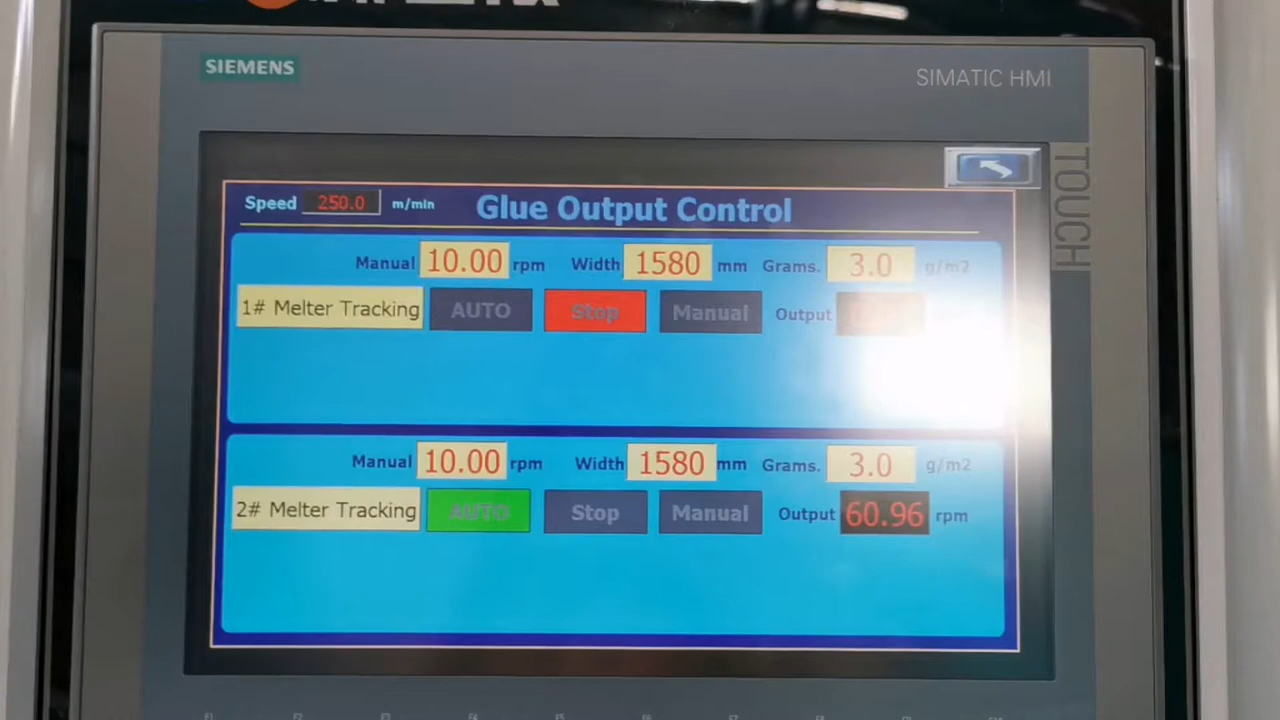 SIEMENS
SIMATIC HMI
TOUCH
Speed 250.0 m/min Glue Output Control
Manual 10.00 rpm Width 1580 mm Grams. 3.0 g/m2
1# Melter Tracking AUTO Stop Manual Output
Manual 10.00 rpm Width 1580 mm Grams. 3.0 g/m2
2# Melter Tracking AUTO Stop Manual Output 60.96 rpm